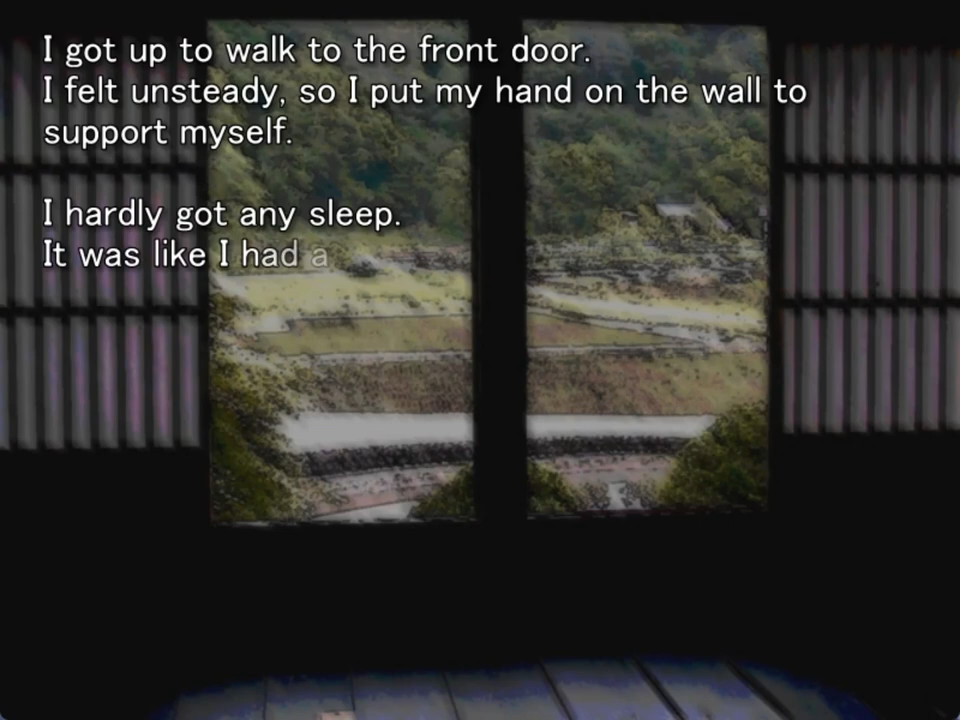 I got up to walk to the front door.
I felt unsteady, so I put my hand on the wall to
support myself.
I hardly got any sleep.
It was like I had a